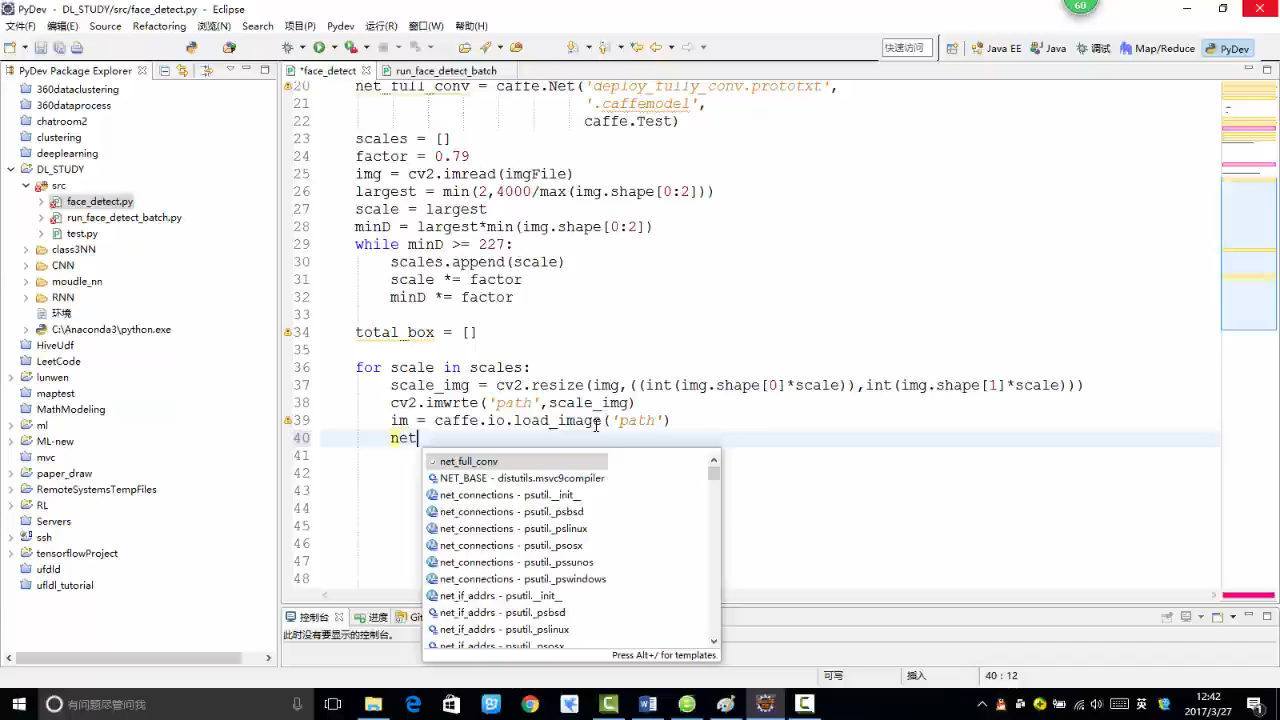 PyDev - DL_STUDY/src/face_detect.py - Eclipse
60
文件(F) 编辑(E) Source Refactoring 浏览(N) Search 项目(P) Pydev 运行(R) 窗口(W) 帮助(H)
快速访问 Java EE Java 调试 Map/Reduce PyDev
PyDev Package Explorer
*face_detect run_face_detect_batch
360dataclustering
360dataprocess
chatroom2
clustering
deeplearning
DL_STUDY
src
face_detect.py
run_face_detect_batch.py
test.py
class3NN
CNN
moudle_nn
RNN
环境
C:\Anaconda3\python.exe
HiveUdf
LeetCode
lunwen
maptest
MathModeling
ml
ML-new
mvc
paper_draw
RemoteSystemsTempFiles
RL
Servers
ssh
tensorflowProject
ufdld
ufldl_tutorial
20 net_full_conv = caffe.Net('deploy_fully_conv.prototxt',
21 '.caffemodel',
22 caffe.Test)
23 scales = []
24 factor = 0.79
25 img = cv2.imread(imgFile)
26 largest = min(2,4000/max(img.shape[0:2]))
27 scale = largest
28 minD = largest*min(img.shape[0:2])
29 while minD >= 227:
30 scales.append(scale)
31 scale *= factor
32 minD *= factor
33
34 total_box = []
35
36 for scale in scales:
37 scale_img = cv2.resize(img,((int(img.shape[0]*scale)),int(img.shape[1]*scale)))
38 cv2.imwrte('path',scale_img)
39 im = caffe.io.load_image('path')
40 net
41
42
43
44
45
46
47
48
net_full_conv
NET_BASE - distutils.msvc9compiler
net_connections - psutil.__init__
net_connections - psutil._psbsd
net_connections - psutil._pslinux
net_connections - psutil._psosx
net_connections - psutil._pssunos
net_connections - psutil._pswindows
net_if_addrs - psutil.__init__
net_if_addrs - psutil._psbsd
net_if_addrs - psutil._pslinux
net_if_addrs - psutil._psosx
Press Alt+/ for templates.
控制台 进度
此时没有要显示的控制台。
可写 插入 40 : 12
有问题尽管问我
12:42
2017/3/27